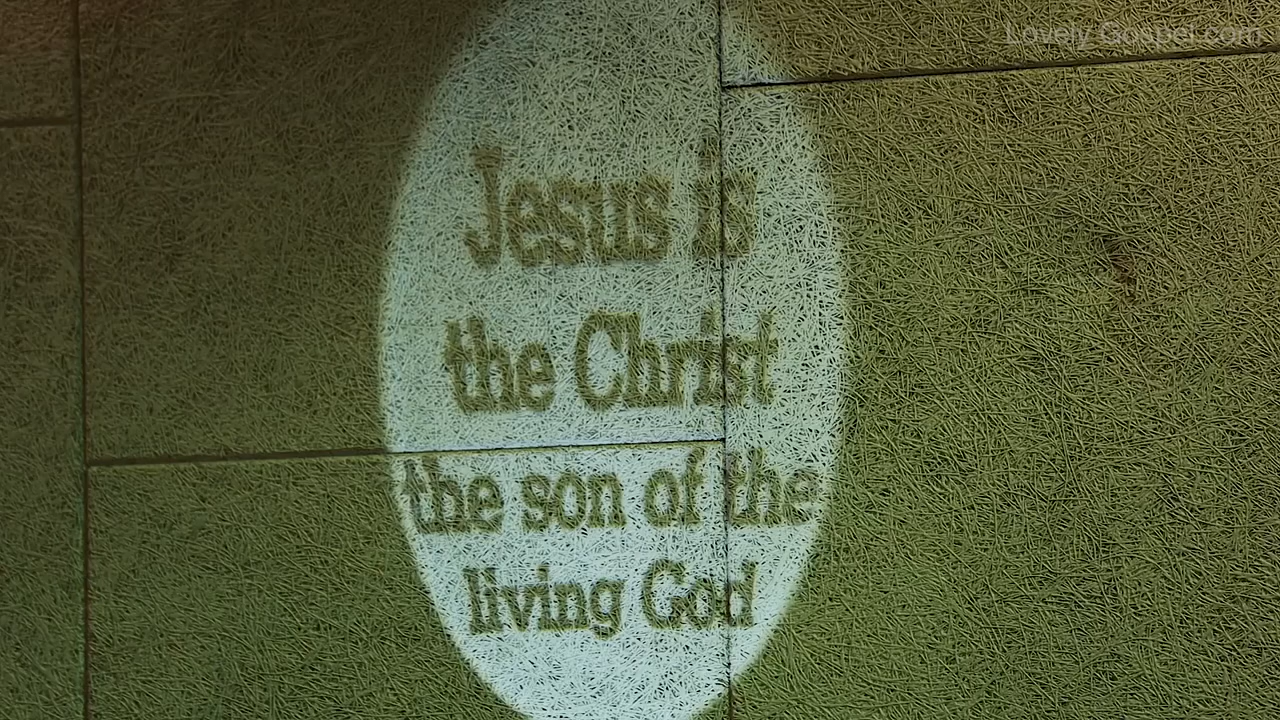 Lovely Gospel.com
Jesus is
the Christ
the son of the
living God